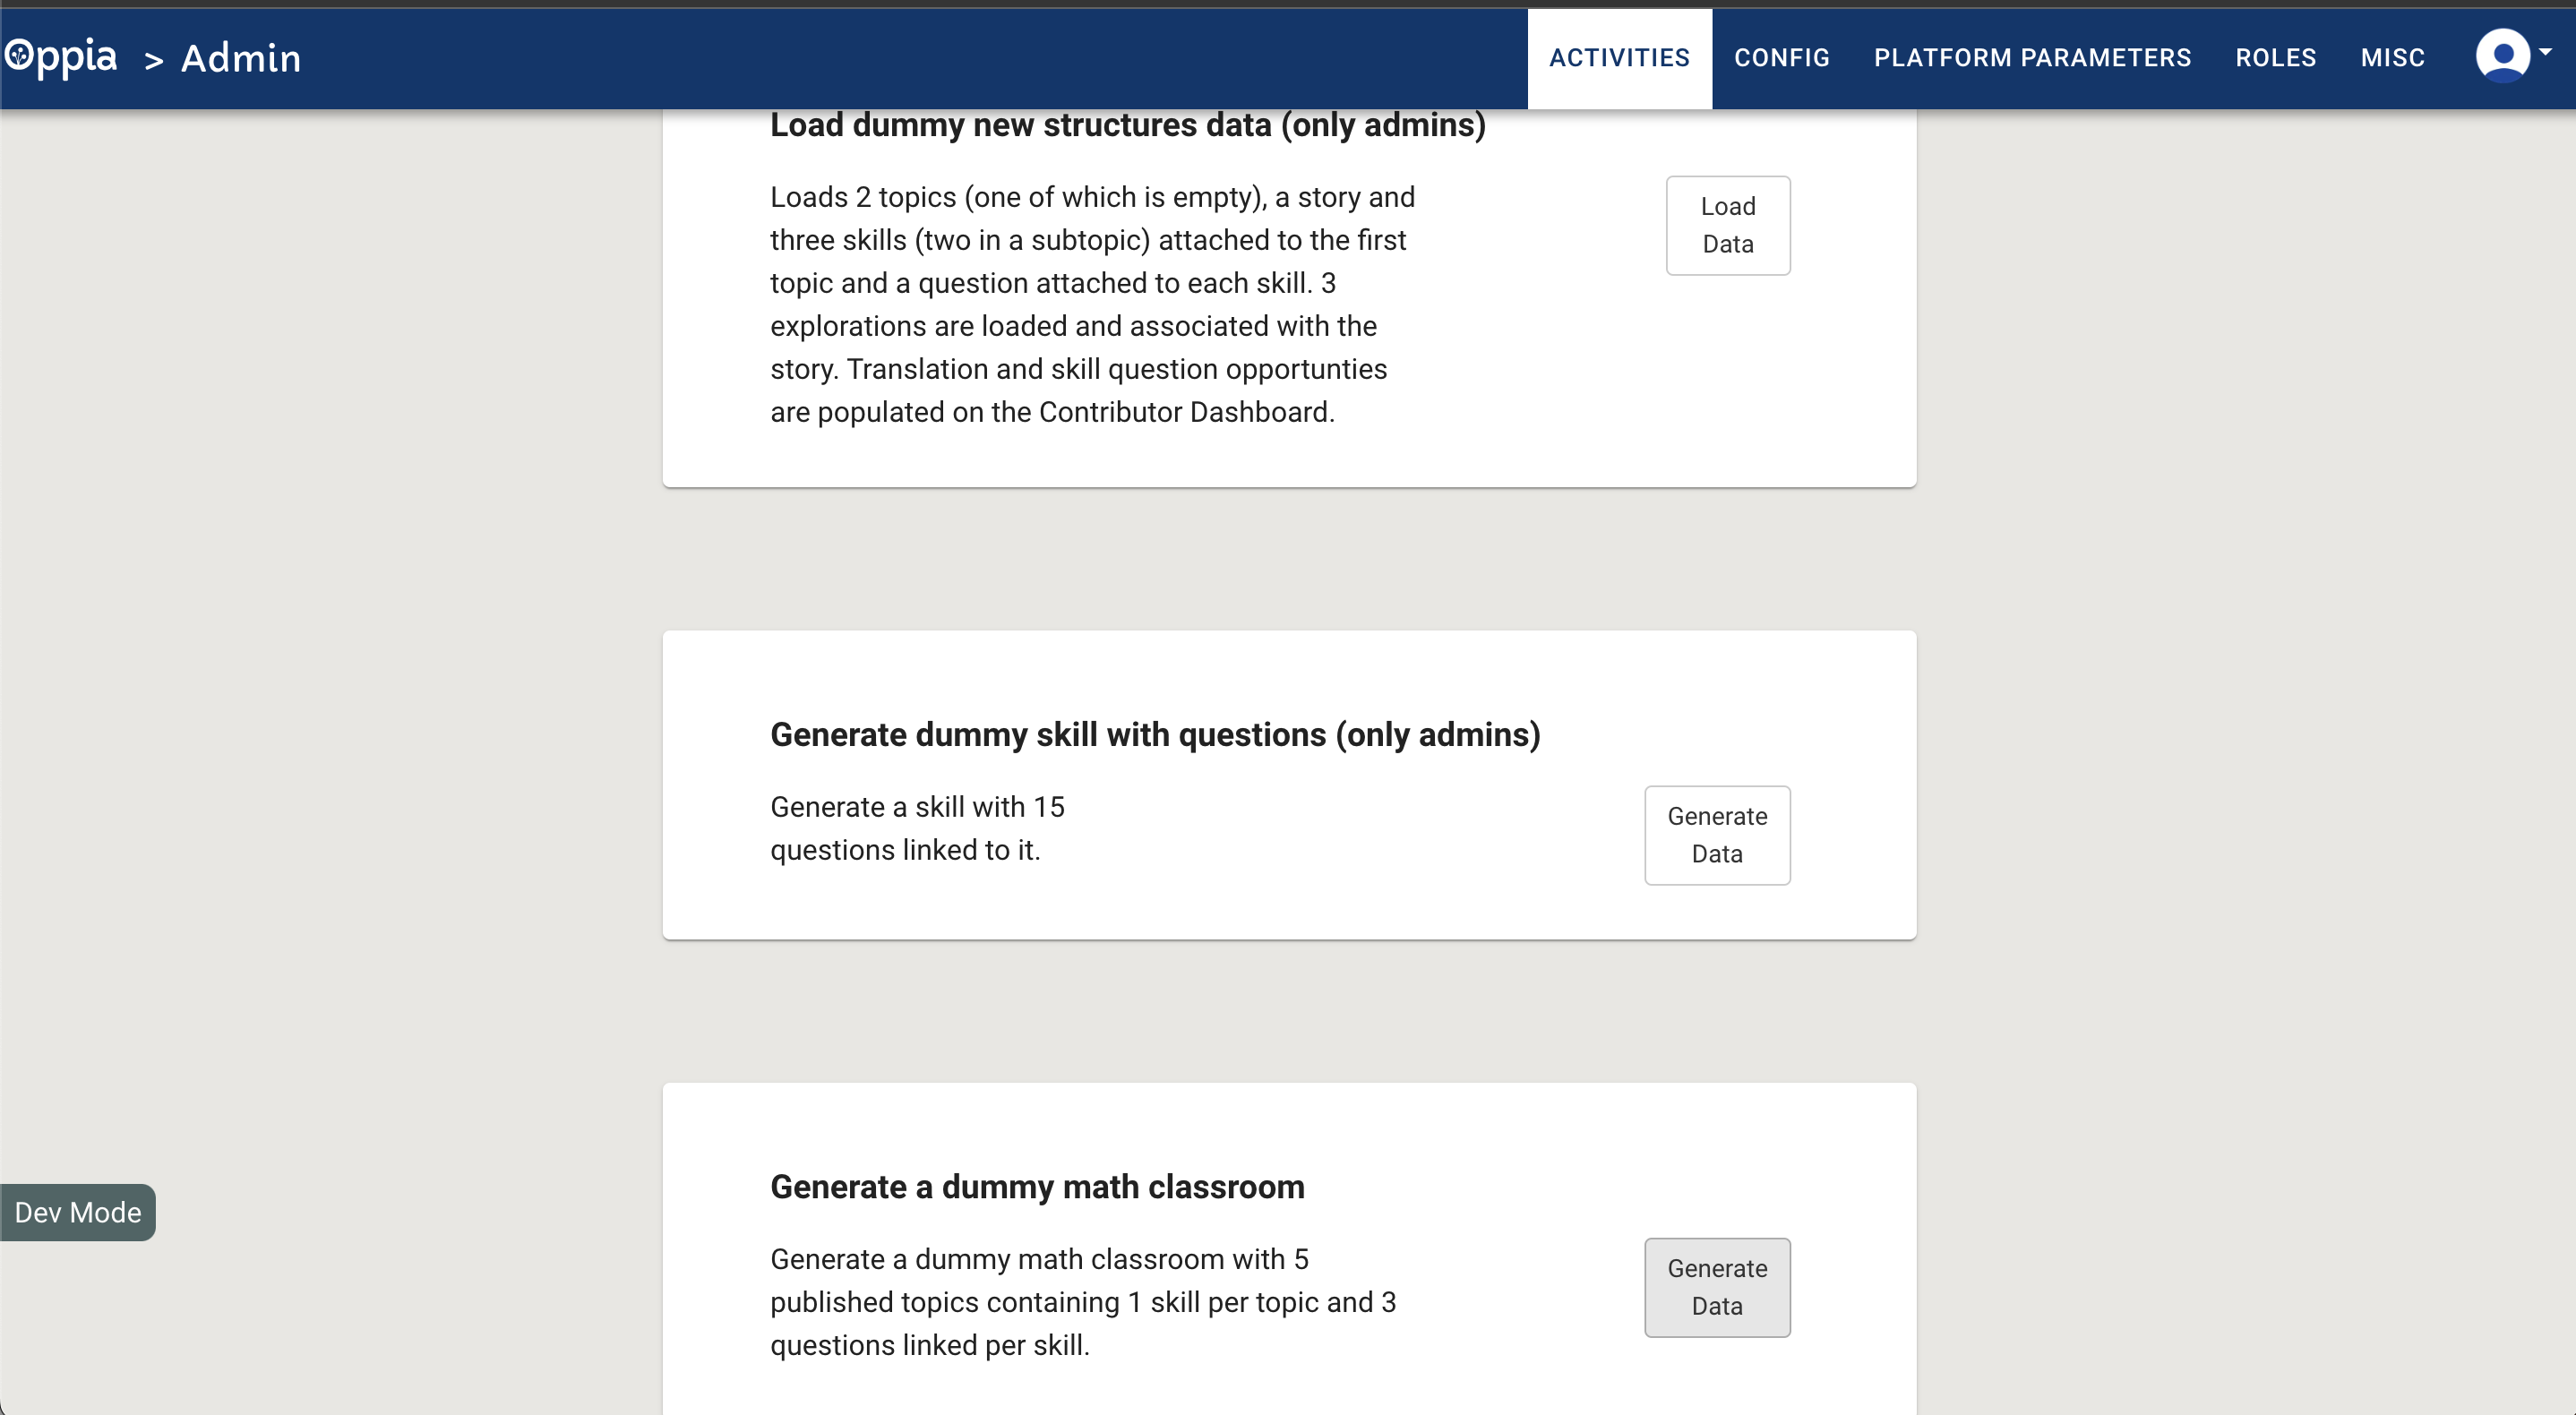 Oppia > Admin ACTIVITIES CONFIG PLATFORM PARAMETERS ROLES MISC
Load dummy new structures data (only admins)
Loads 2 topics (one of which is empty), a story and
three skills (two in a subtopic) attached to the first
topic and a question attached to each skill. 3
explorations are loaded and associated with the
story. Translation and skill question opportunties
are populated on the Contributor Dashboard.
Load
Data
Generate dummy skill with questions (only admins)
Generate a skill with 15
questions linked to it.
Generate
Data
Generate a dummy math classroom
Generate a dummy math classroom with 5
published topics containing 1 skill per topic and 3
questions linked per skill.
Generate
Data
Dev Mode